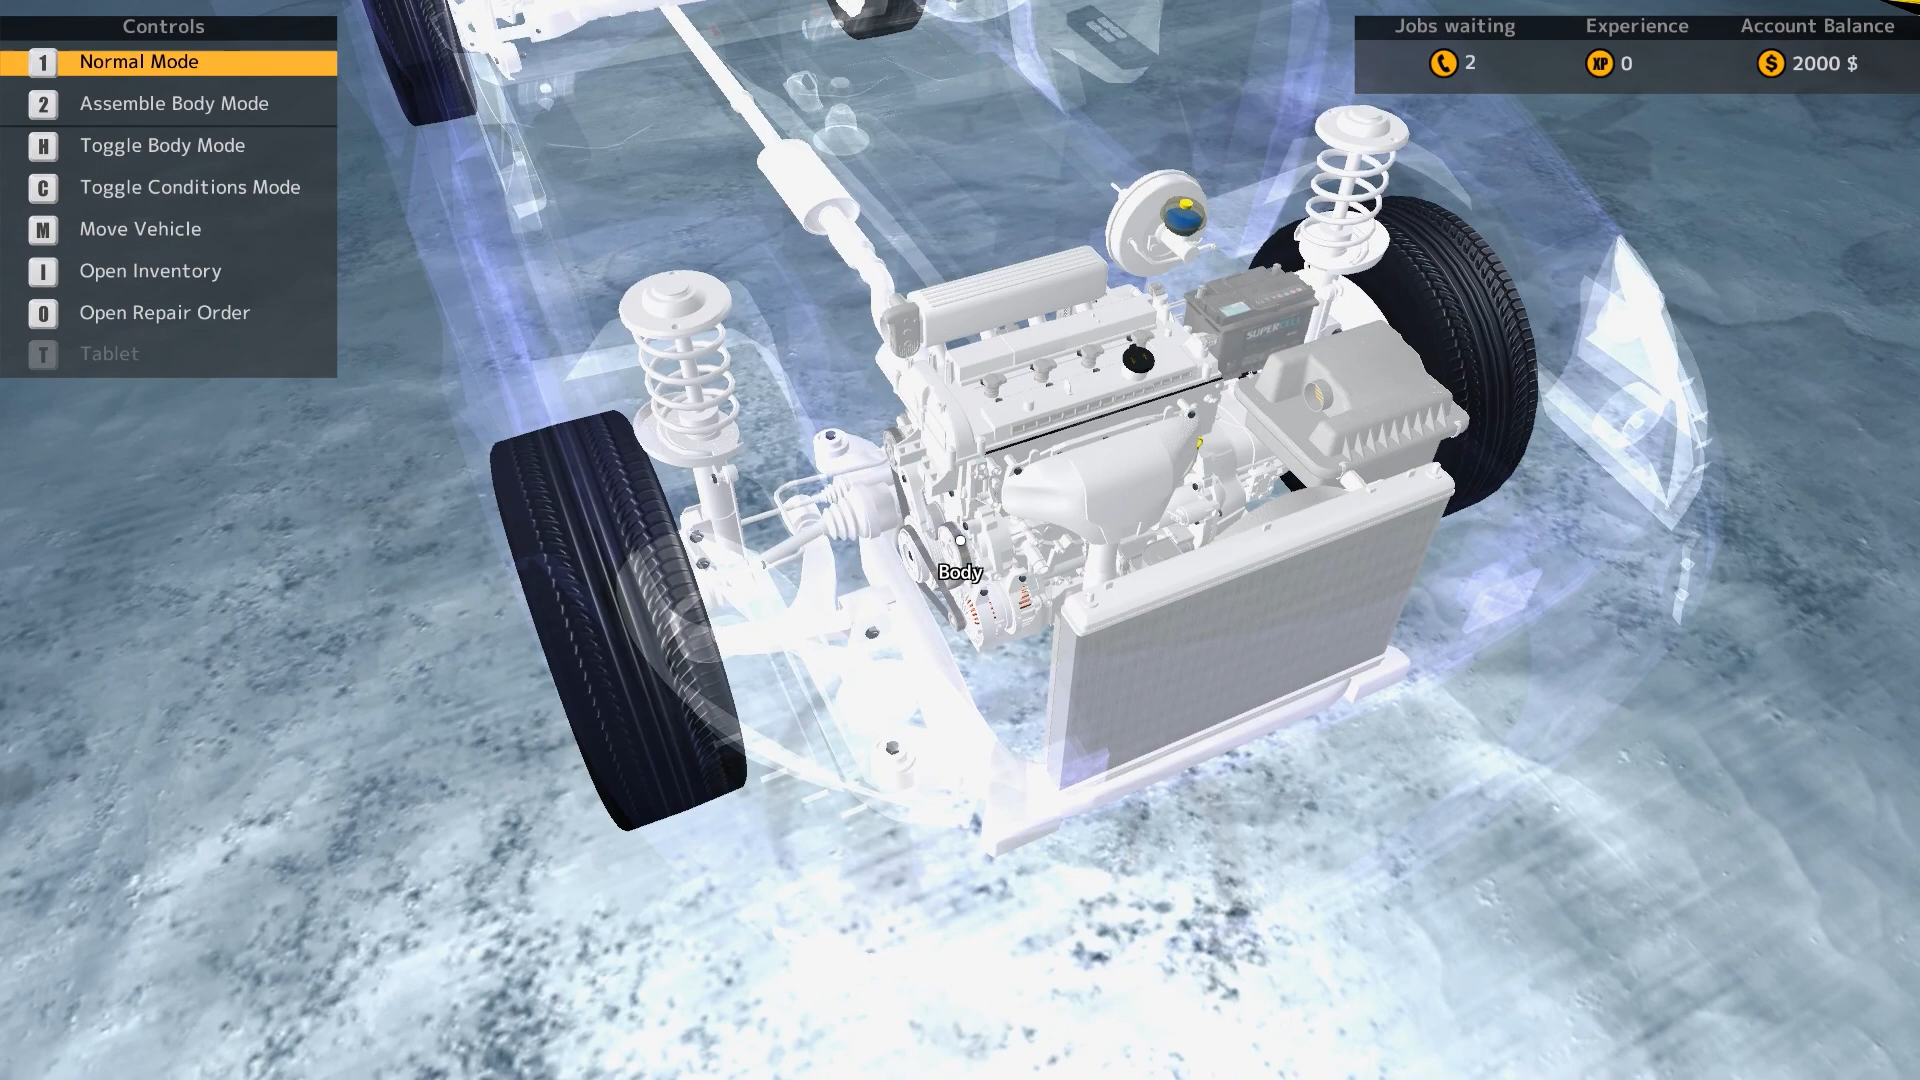 Controls
1 Normal Mode
2 Assemble Body Mode
H Toggle Body Mode
C Toggle Conditions Mode
M Move Vehicle
I Open Inventory
O Open Repair Order
T Tablet
Jobs waiting Experience Account Balance
2 XP 0 $ 2000 $
SUPERCELL
Body